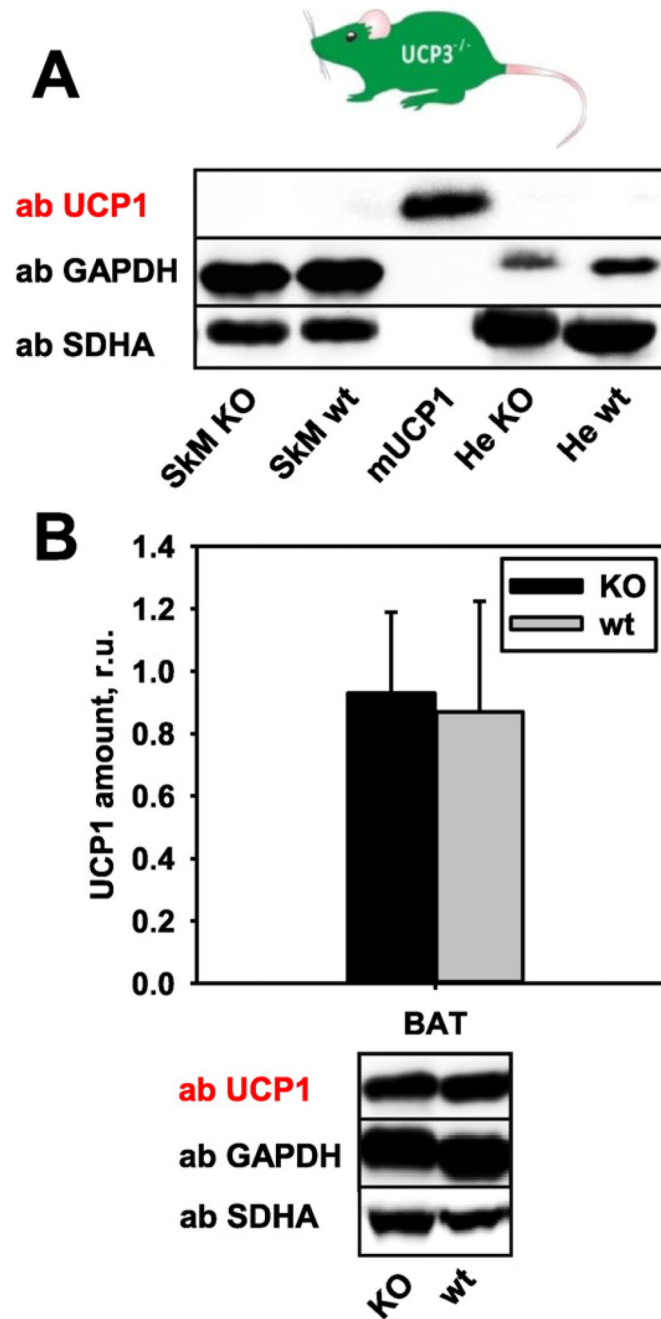 A
UCP3-/-
ab UCP1
ab GAPDH
ab SDHA
SkM KO
SkM wt
mUCP1
He KO
He wt
B
UCP1 amount, r.u.
1.4
1.2
1.0
0.8
0.6
0.4
0.2
0.0
KO
wt
BAT
ab UCP1
ab GAPDH
ab SDHA
KO
wt